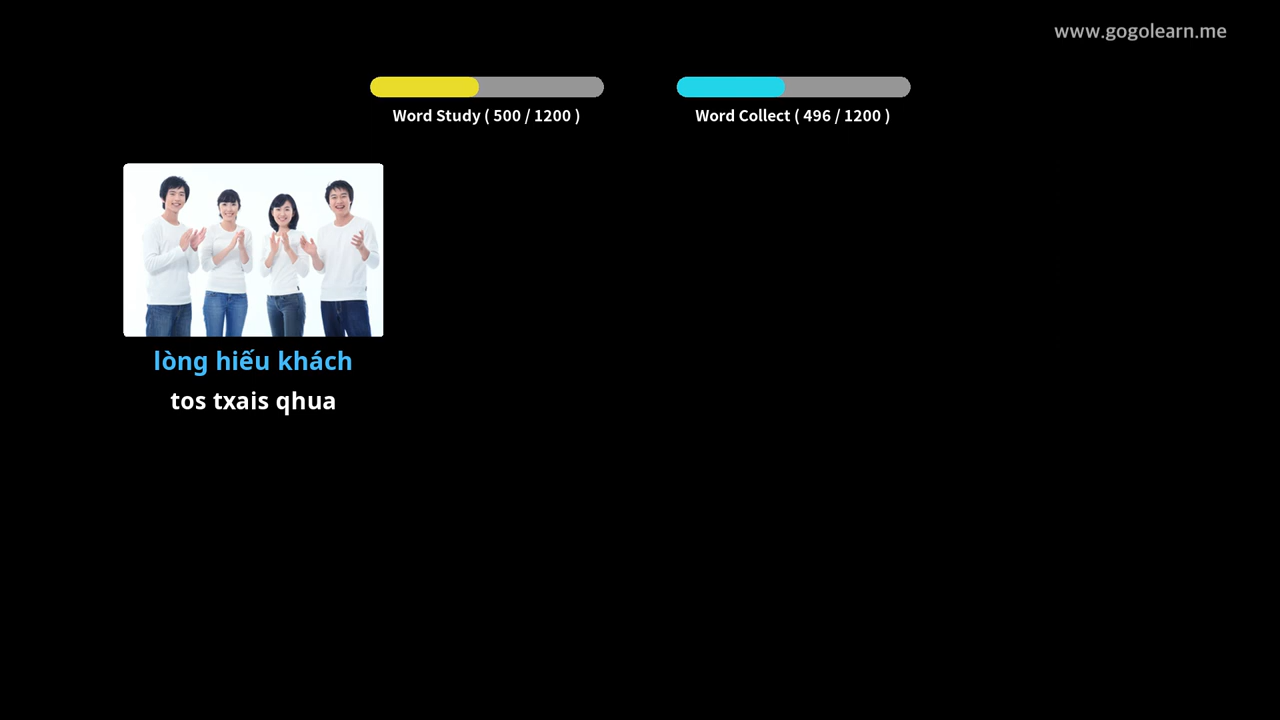 www.gogolearn.me
Word Study ( 500 / 1200 )
Word Collect ( 496 / 1200 )
lòng hiếu khách
tos txais qhua